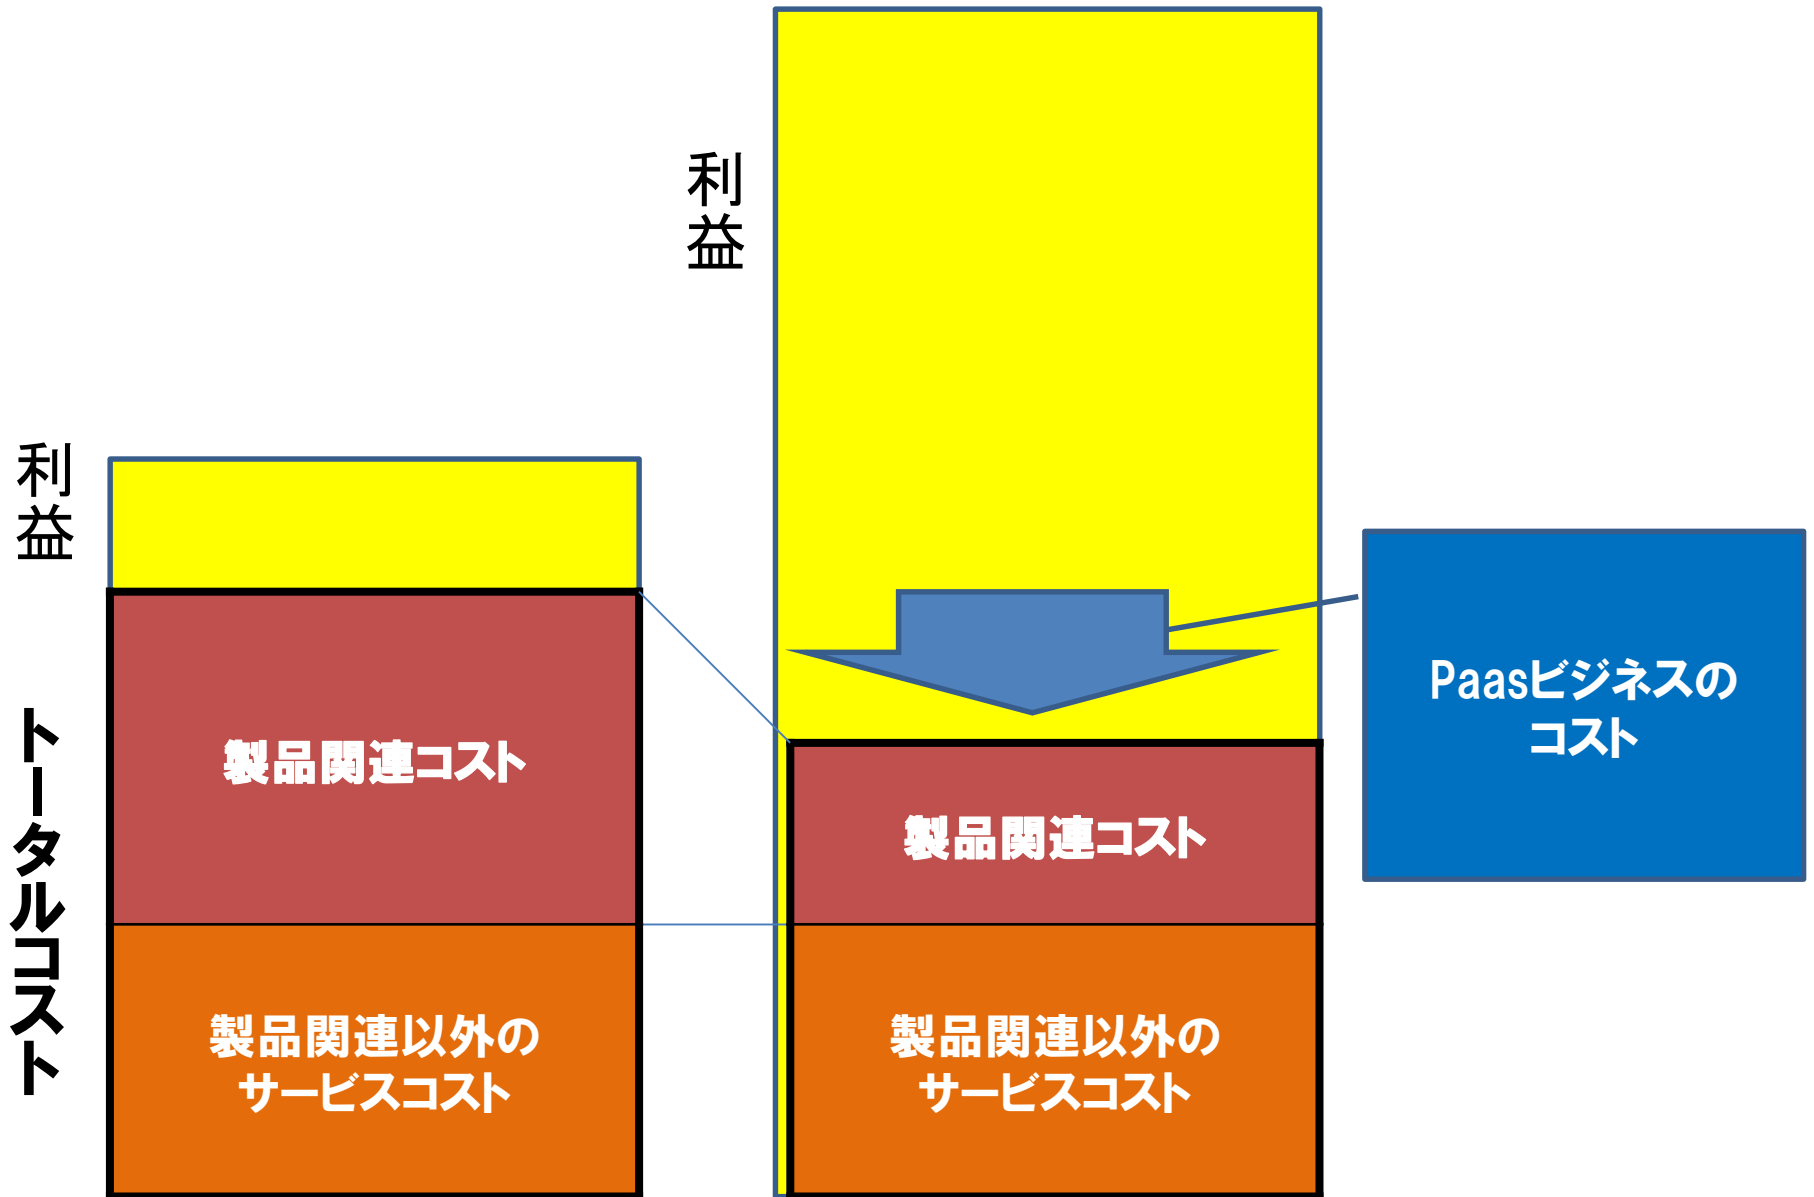 利益
利益
トータルコスト
製品関連コスト
製品関連以外の
サービスコスト
製品関連コスト
製品関連以外の
サービスコスト
Paasビジネスの
コスト